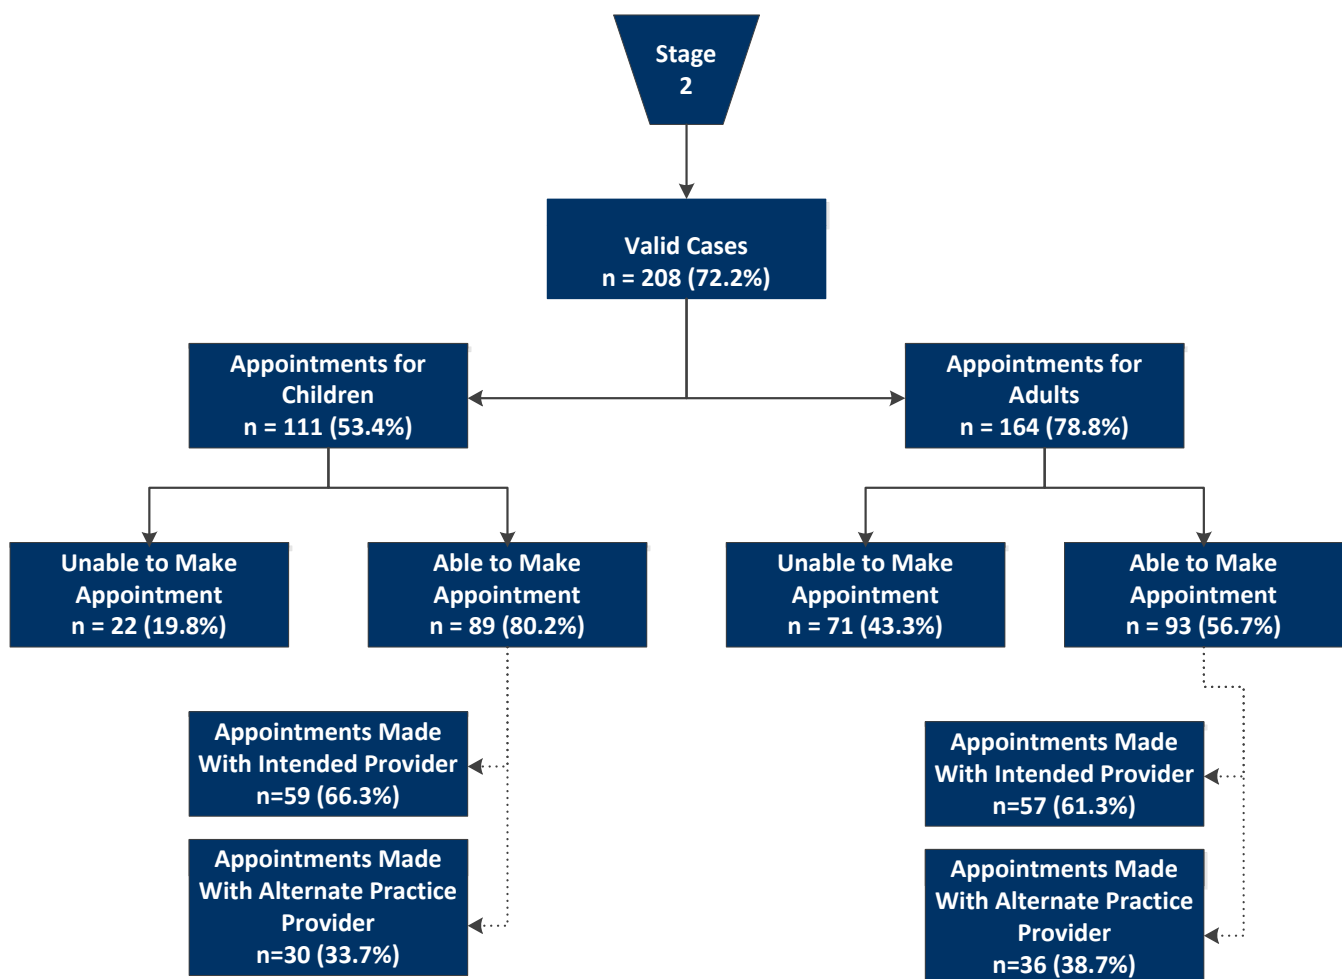 Stage
2
Valid Cases
n = 208 (72.2%)
Appointments for
Children
n = 111 (53.4%)
Appointments for
Adults
n = 164 (78.8%)
Unable to Make
Appointment
n = 22 (19.8%)
Able to Make
Appointment
n = 89 (80.2%)
Unable to Make
Appointment
n = 71 (43.3%)
Able to Make
Appointment
n = 93 (56.7%)
Appointments Made
With Intended Provider
n=59 (66.3%)
Appointments Made
With Alternate Practice
Provider
n=30 (33.7%)
Appointments Made
With Intended Provider
n=57 (61.3%)
Appointments Made
With Alternate Practice
Provider
n=36 (38.7%)